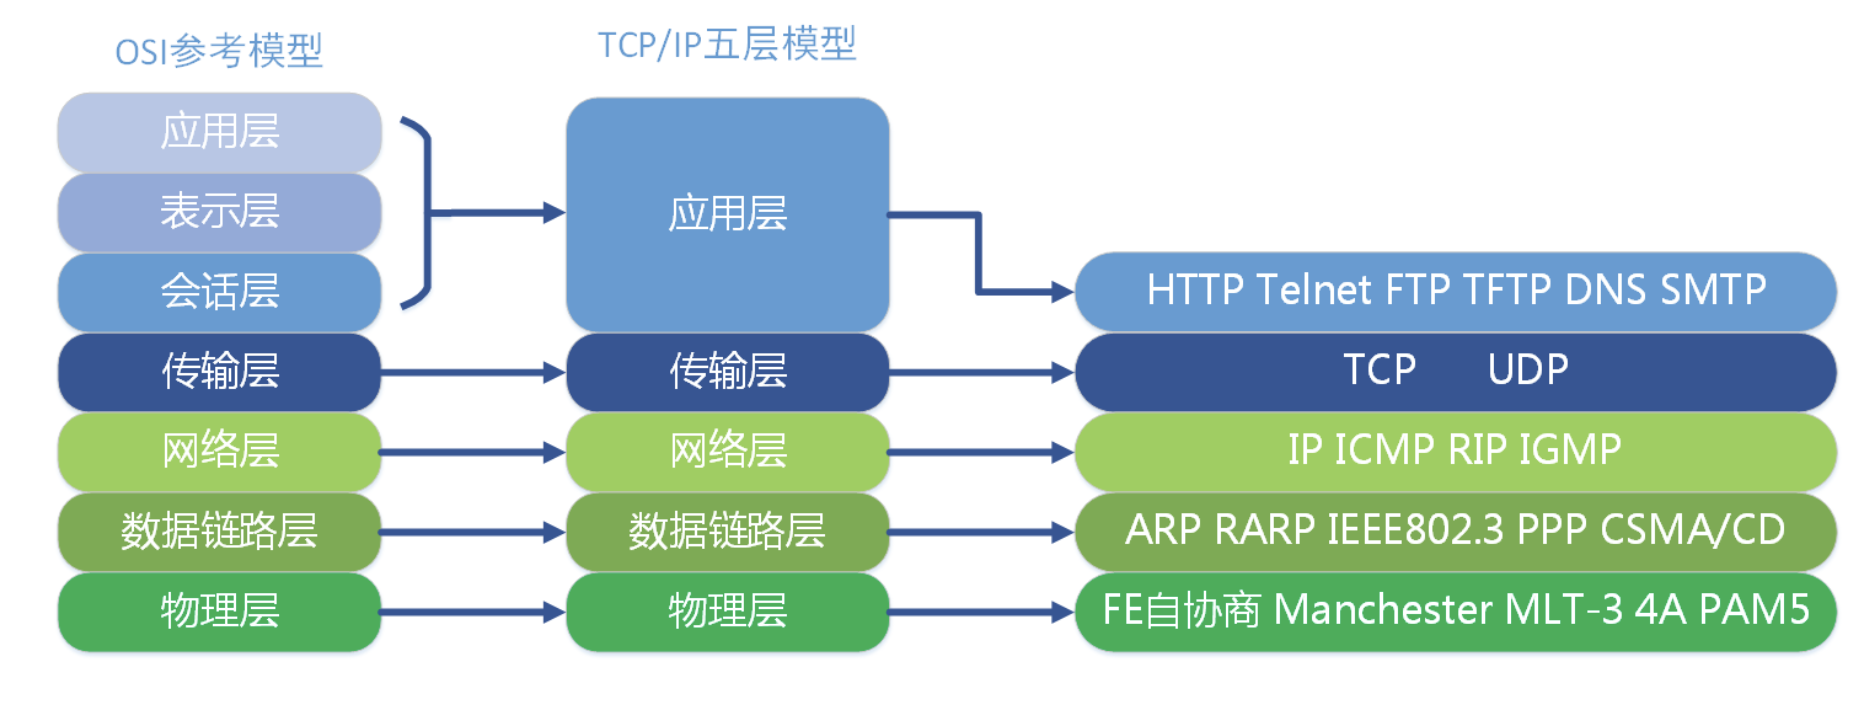 OSI参考模型
TCP/IP五层模型
应用层
表示层
会话层
传输层
网络层
数据链路层
物理层
应用层
传输层
网络层
数据链路层
物理层
HTTP Telnet FTP TFTP DNS SMTP
TCP UDP
IP ICMP RIP IGMP
ARP RARP IEEE802.3 PPP CSMA/CD
FE自协商 Manchester MLT-3 4A PAM5